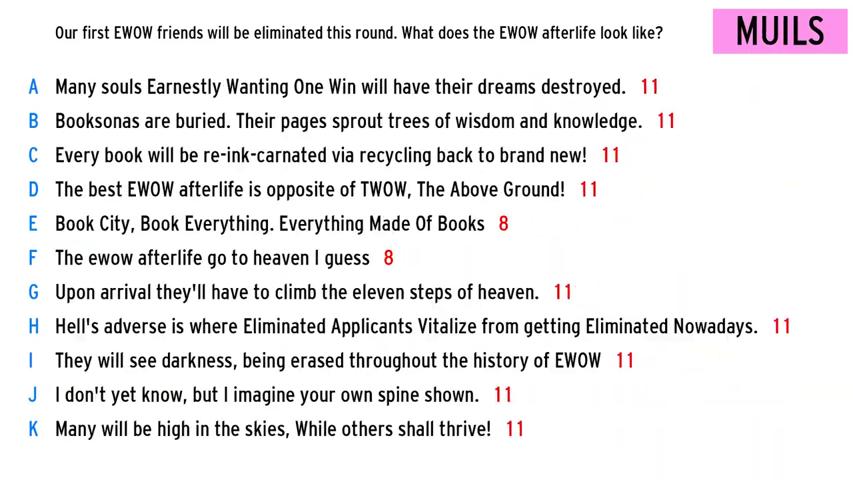 Our first EWOW friends will be eliminated this round. What does the EWOW afterlife look like?
MUILS
A Many souls Earnestly Wanting One Win will have their dreams destroyed. 11
B Booksonas are buried. Their pages sprout trees of wisdom and knowledge. 11
C Every book will be re-ink-carnated via recycling back to brand new! 11
D The best EWOW afterlife is opposite of TWOW, The Above Ground! 11
E Book City, Book Everything. Everything Made Of Books 8
F The ewow afterlife go to heaven I guess 8
G Upon arrival they'll have to climb the eleven steps of heaven. 11
H Hell's adverse is where Eliminated Applicants Vitalize from getting Eliminated Nowadays. 11
I They will see darkness, being erased throughout the history of EWOW 11
J I don't yet know, but I imagine your own spine shown. 11
K Many will be high in the skies, While others shall thrive! 11